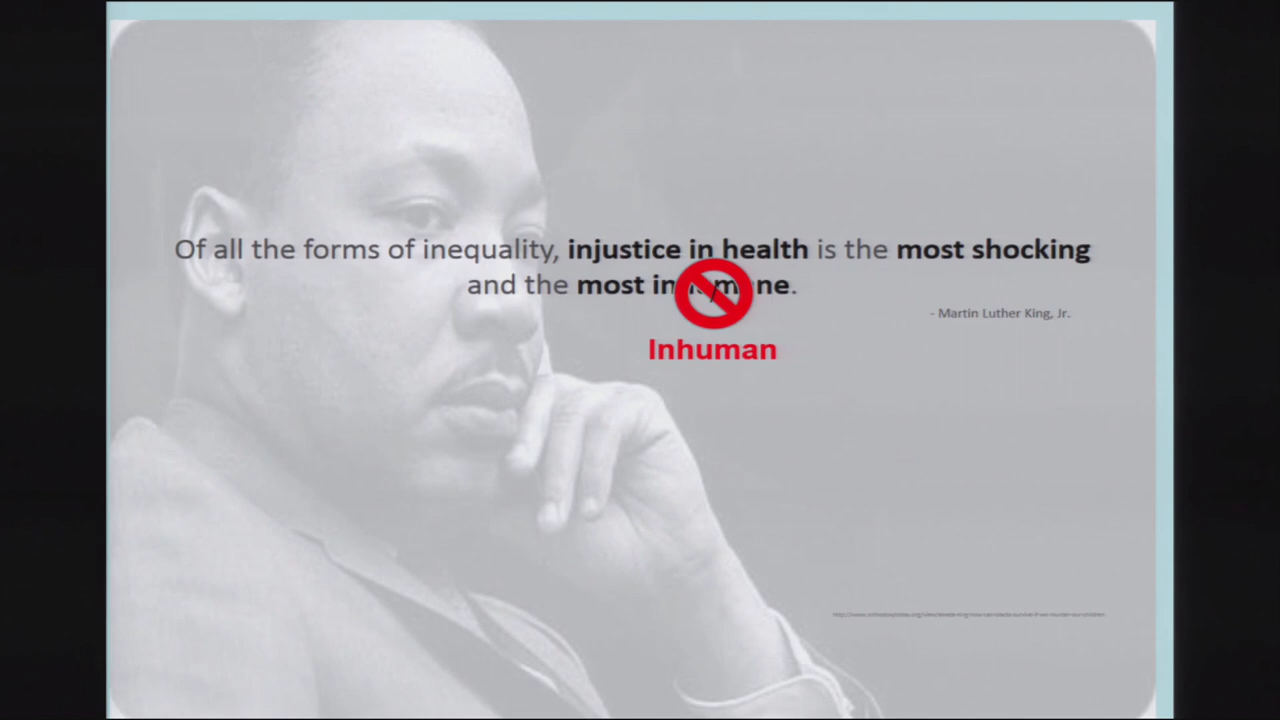 Of all the forms of inequality, injustice in health is the most shocking
and the most inhumane.
- Martin Luther King, Jr.
Inhuman